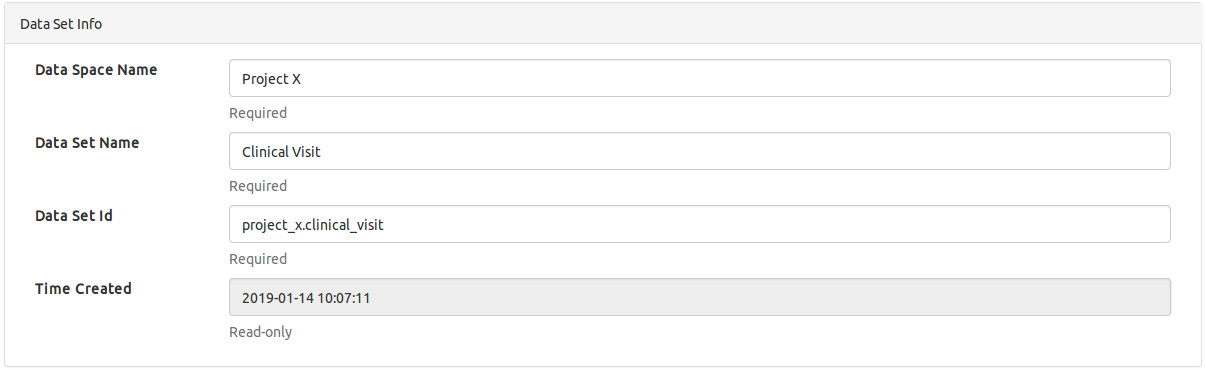 Data Set Info
Data Space Name
Project X
Required
Data Set Name
Clinical Visit
Required
Data Set Id
project_x.clinical_visit
Required
Time Created
2019-01-14 10:07:11
Read-only